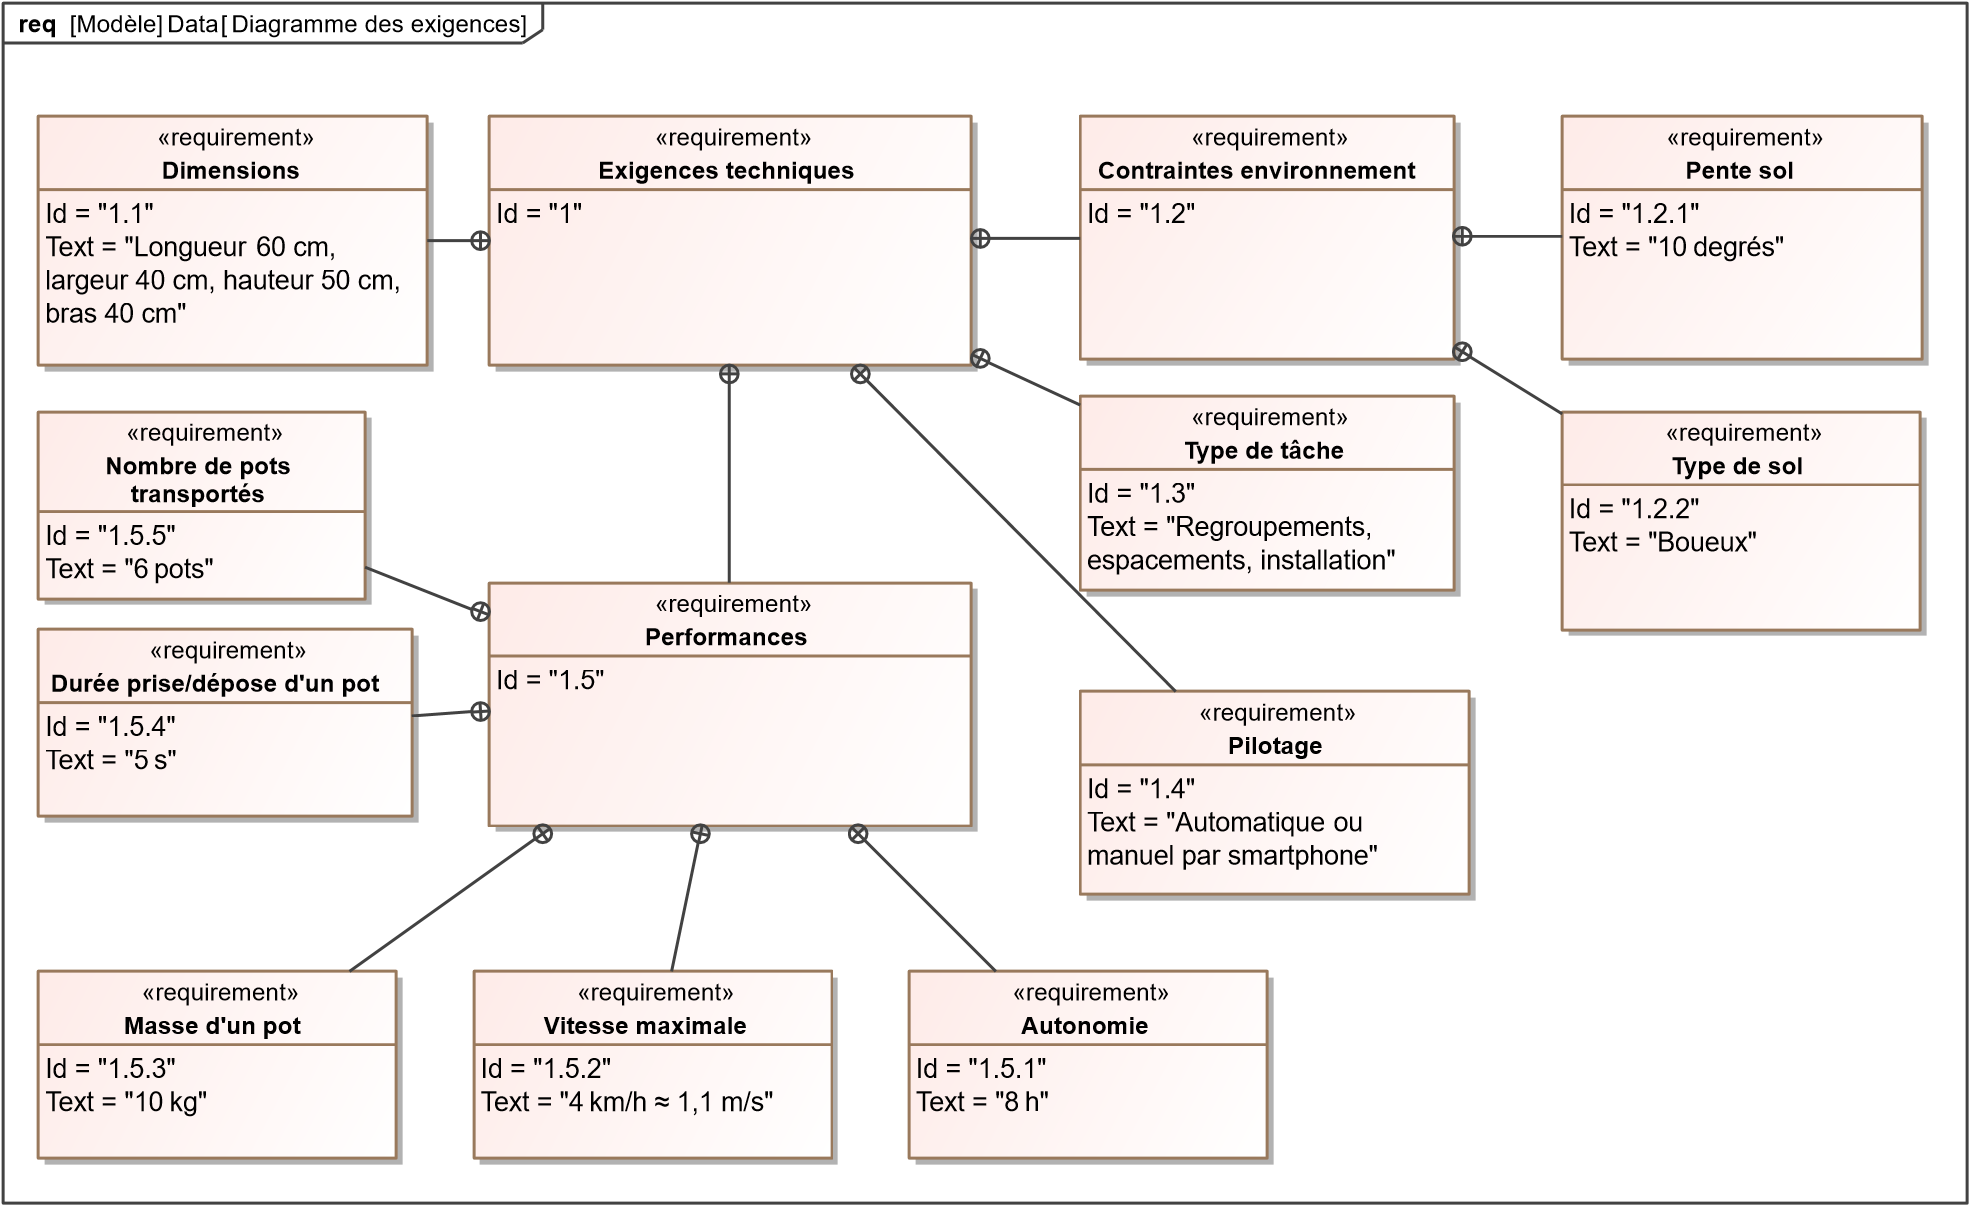 req [Modèle] Data[ Diagramme des exigences]
«requirement»
Dimensions
Id = "1.1"
Text = "Longueur 60 cm,
largeur 40 cm, hauteur 50 cm,
bras 40 cm"
«requirement»
Exigences techniques
Id = "1"
«requirement»
Contraintes environnement
Id = "1.2"
«requirement»
Pente sol
Id = "1.2.1"
Text = "10 degrés"
«requirement»
Nombre de pots
transportés
Id = "1.5.5"
Text = "6 pots"
«requirement»
Type de tâche
Id = "1.3"
Text = "Regroupements,
espacements, installation"
«requirement»
Type de sol
Id = "1.2.2"
Text = "Boueux"
«requirement»
Durée prise/dépose d'un pot
Id = "1.5.4"
Text = "5 s"
«requirement»
Performances
Id = "1.5"
«requirement»
Pilotage
Id = "1.4"
Text = "Automatique ou
manuel par smartphone"
«requirement»
Masse d'un pot
Id = "1.5.3"
Text = "10 kg"
«requirement»
Vitesse maximale
Id = "1.5.2"
Text = "4 km/h ≈ 1,1 m/s"
«requirement»
Autonomie
Id = "1.5.1"
Text = "8 h"